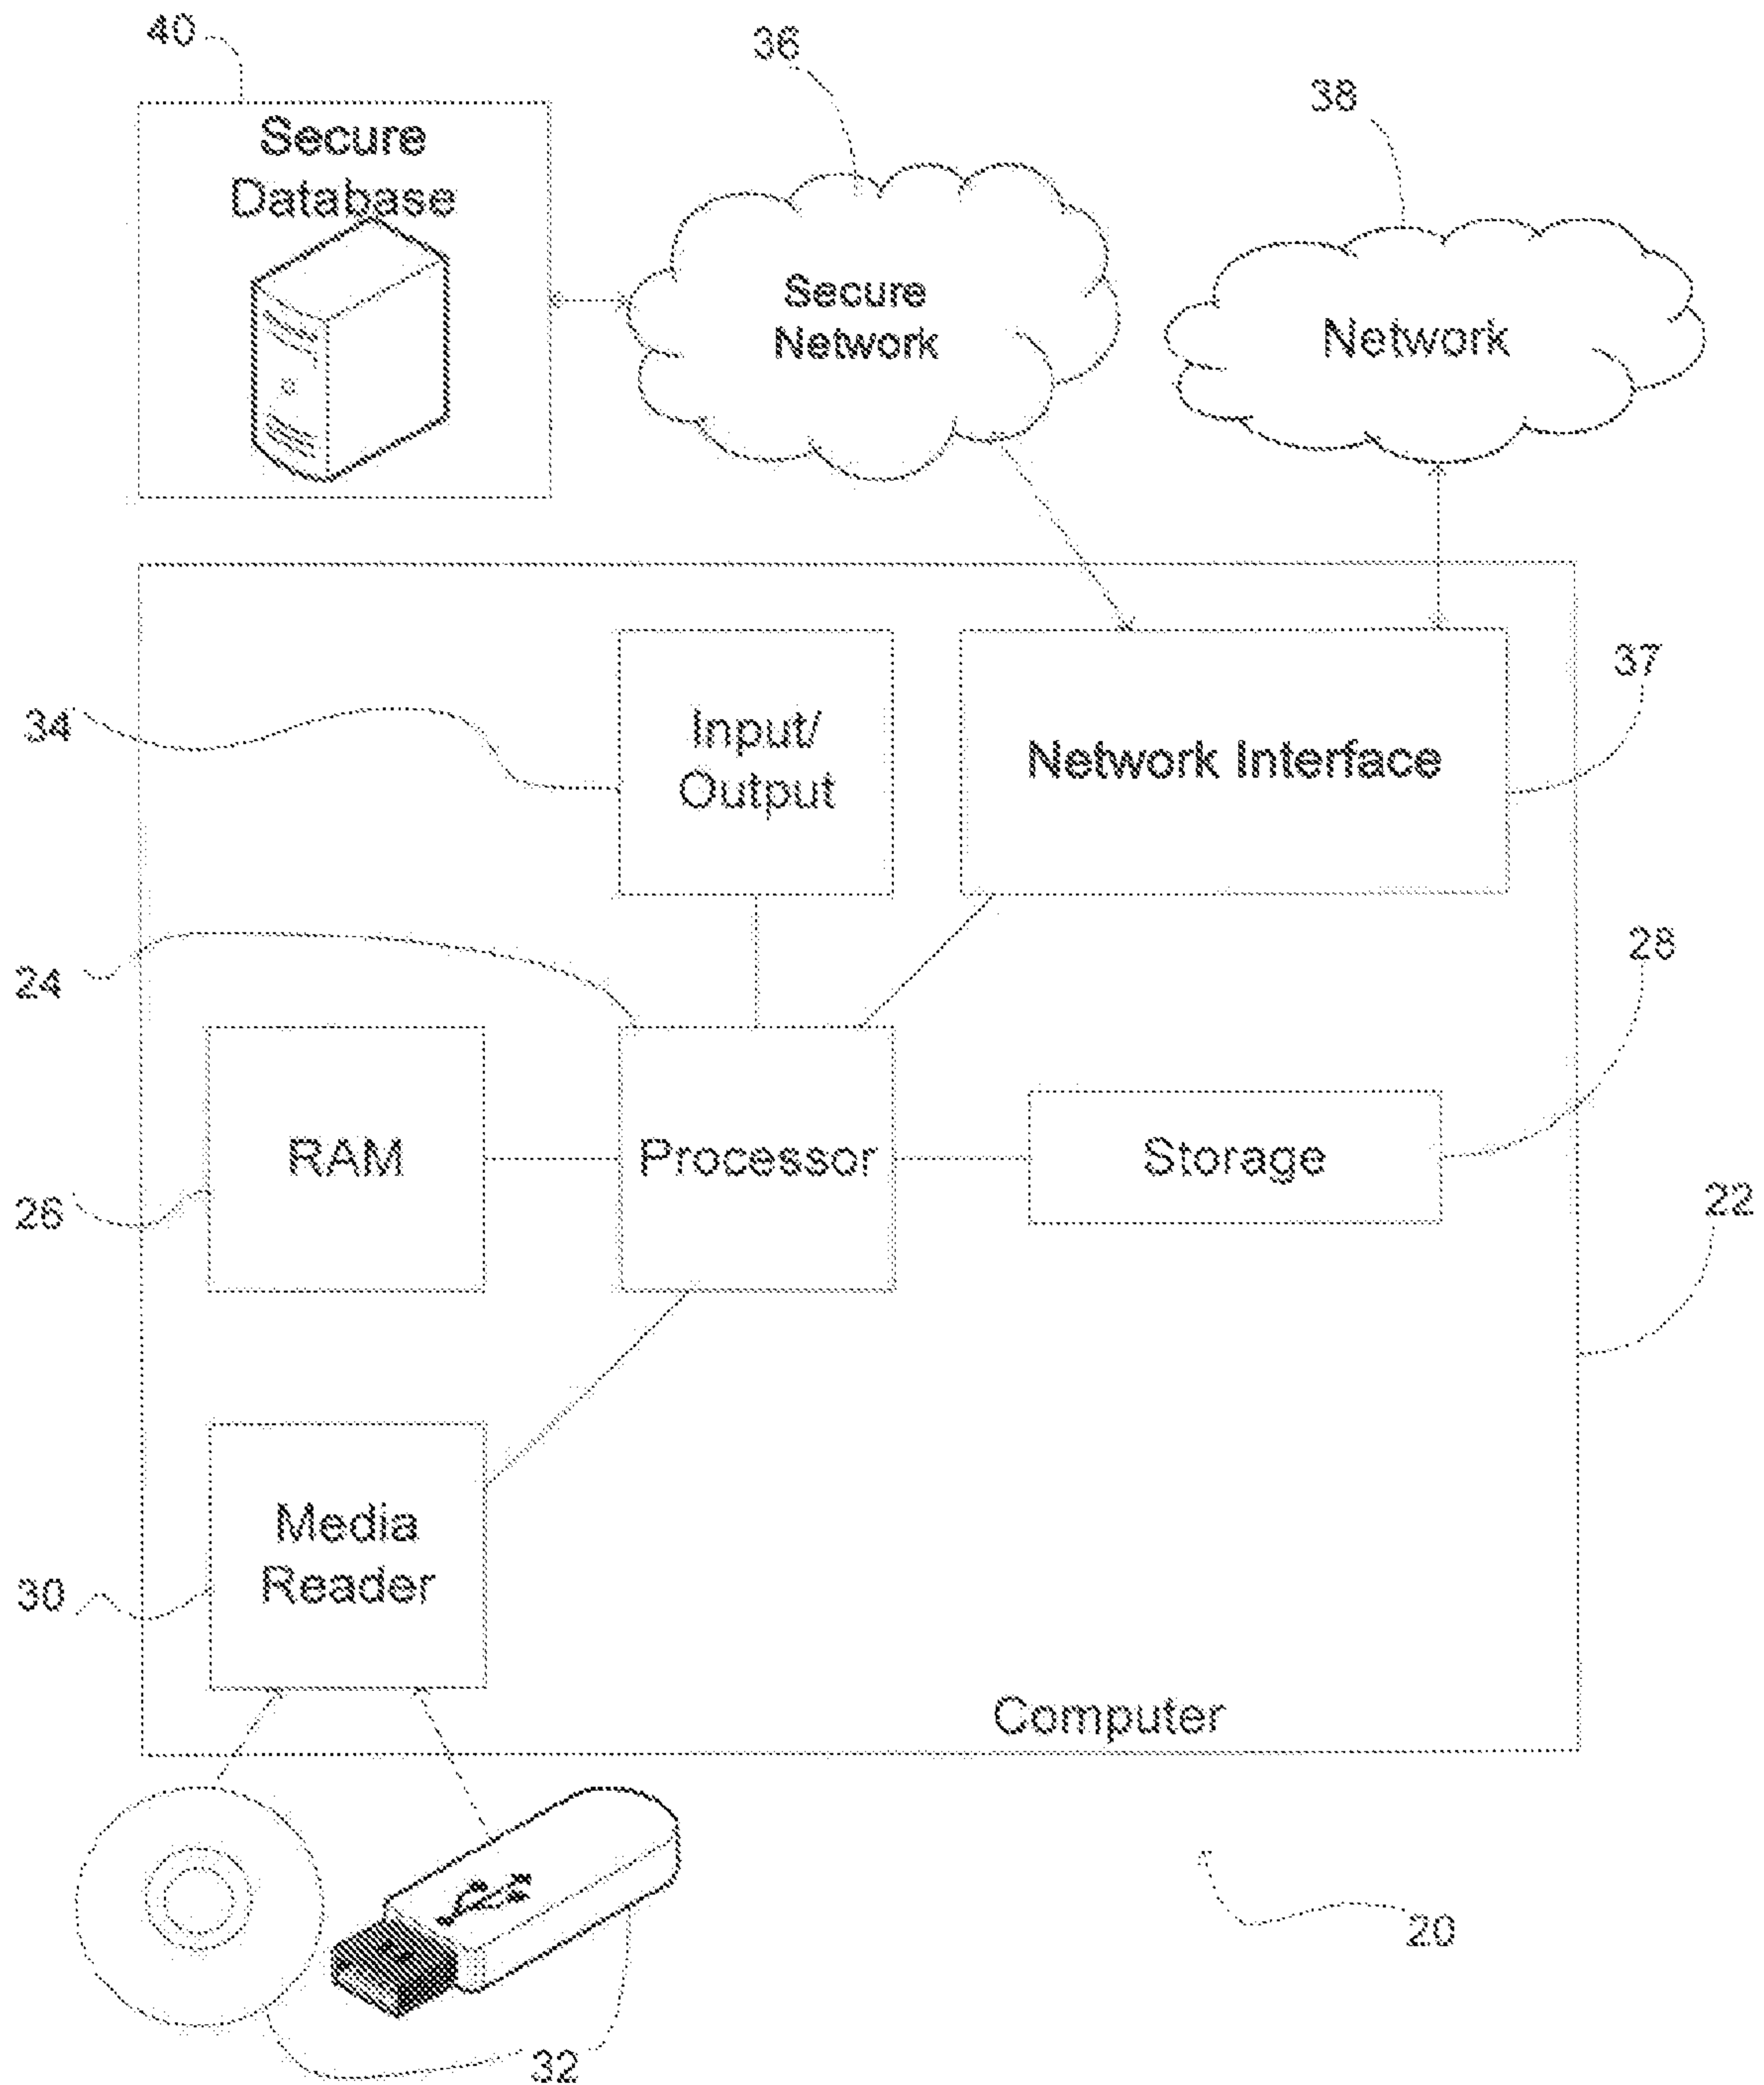 40
36
38
Secure
Database
Secure
Network
Network
37
34
Input/
Output
Network Interface
24
28
RAM
Processor
Storage
26
22
Media
Reader
30
Computer
20
32